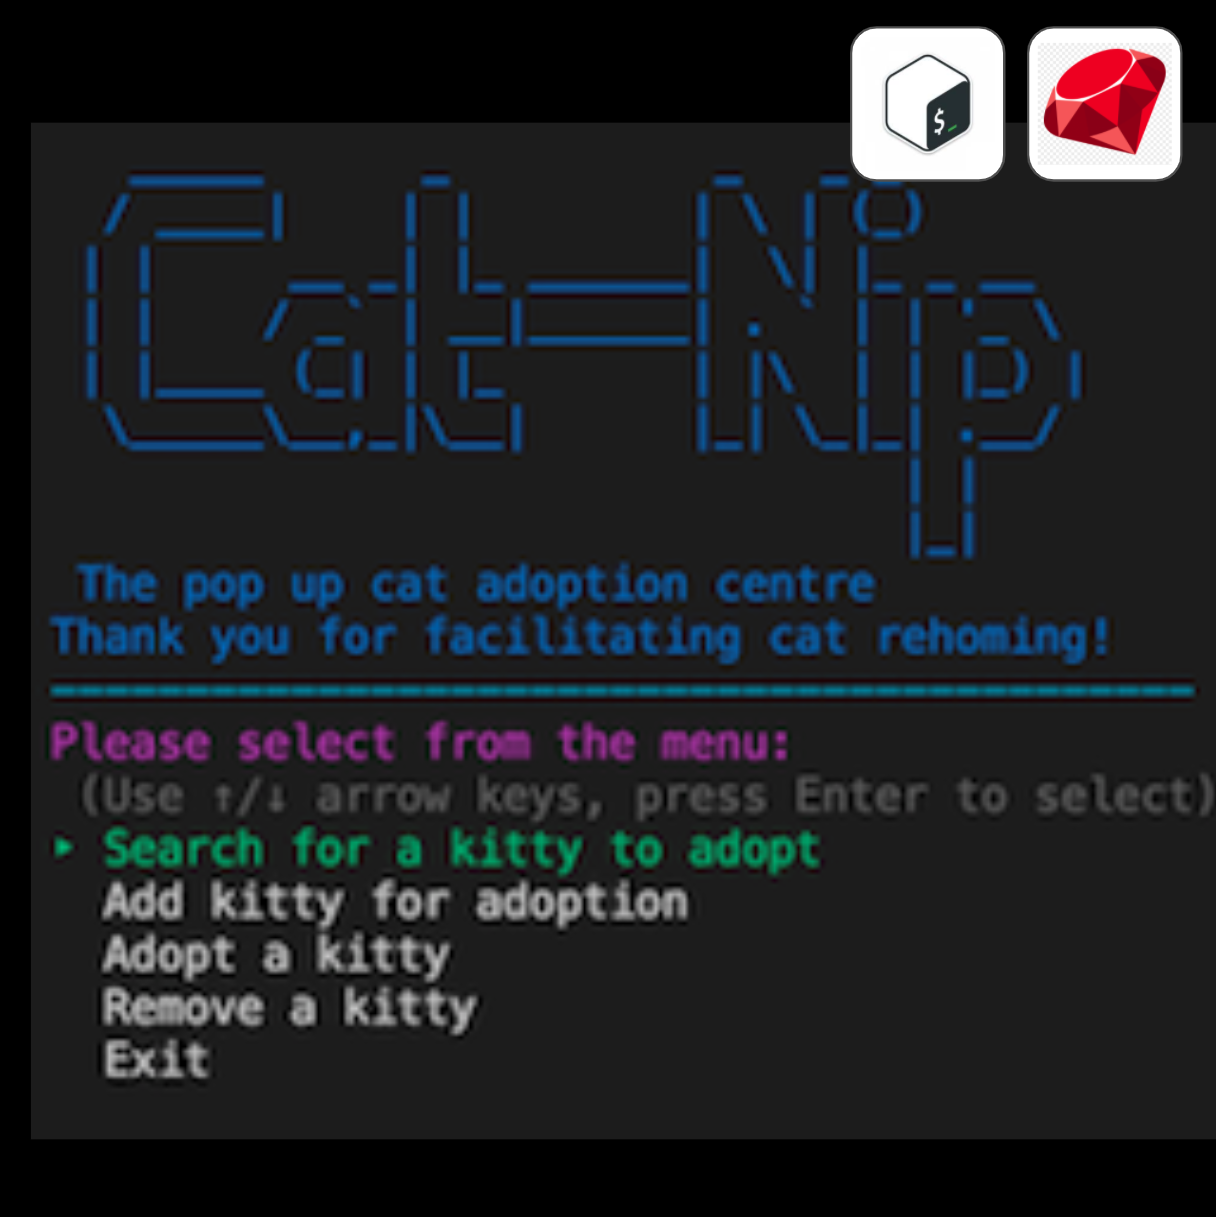 $_
Cat-Nip
The pop up cat adoption centre
Thank you for facilitating cat rehoming!
Please select from the menu:
(Use ↑/↓ arrow keys, press Enter to select)
‣ Search for a kitty to adopt
Add kitty for adoption
Adopt a kitty
Remove a kitty
Exit